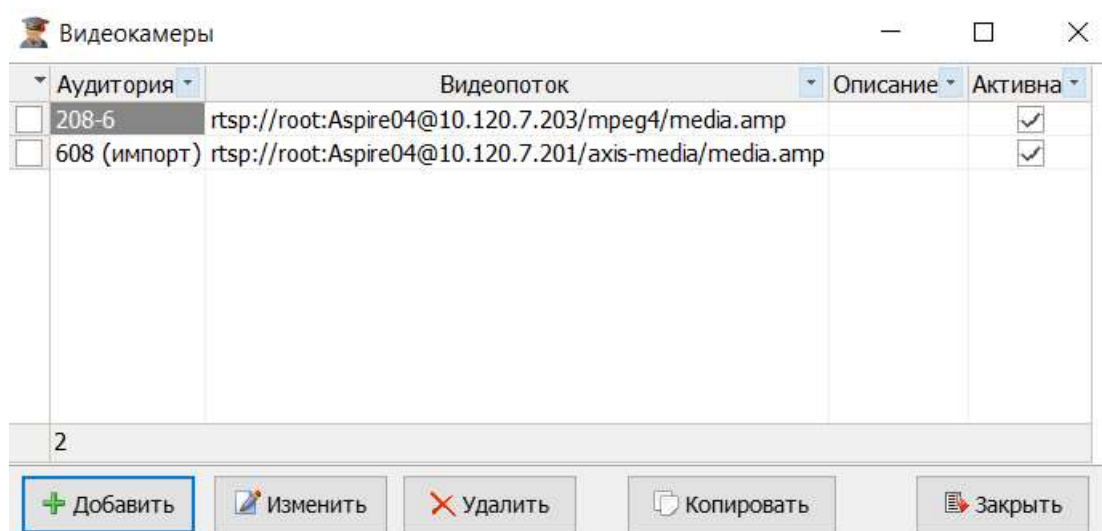 Видеокамеры
Аудитория Видеопоток Описание Активна
208-6 rtsp://root:Aspire04@10.120.7.203/mpeg4/media.amp
608 (импорт) rtsp://root:Aspire04@10.120.7.201/axis-media/media.amp
2
Добавить Изменить Удалить Копировать Закрыть